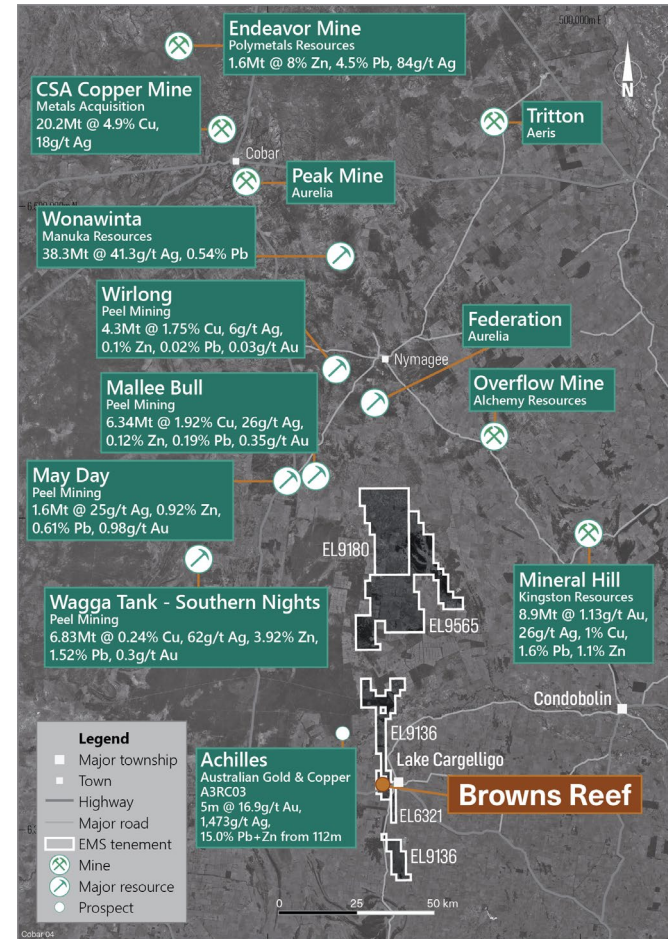 500,000m E
Endeavor Mine
Polymetals Resources
1.6Mt @ 8% Zn, 4.5% Pb, 84g/t Ag
N
CSA Copper Mine
Metals Acquisition
20.2Mt @ 4.9% Cu,
18g/t Ag
Tritton
Aeris
Cobar
Peak Mine
Aurelia
Wonawinta
Manuka Resources
38.3Mt @ 41.3g/t Ag, 0.54% Pb
Wirlong
Peel Mining
4.3Mt @ 1.75% Cu, 6g/t Ag,
0.1% Zn, 0.02% Pb, 0.03g/t Au
Federation
Aurelia
Nymagee
Mallee Bull
Peel Mining
6.34Mt @ 1.92% Cu, 26g/t Ag,
0.12% Zn, 0.19% Pb, 0.35g/t Au
Overflow Mine
Alchemy Resources
May Day
Peel Mining
1.6Mt @ 25g/t Ag, 0.92% Zn,
0.61% Pb, 0.98g/t Au
EL9180
Mineral Hill
Kingston Resources
8.9Mt @ 1.13g/t Au,
26g/t Ag, 1% Cu,
1.6% Pb, 1.1% Zn
Wagga Tank - Southern Nights
Peel Mining
6.83Mt @ 0.24% Cu, 62g/t Ag, 3.92% Zn,
1.52% Pb, 0.3g/t Au
EL9565
Condobolin
EL9136
Lake Cargelligo
Achilles
Australian Gold & Copper
A3RC03
5m @ 16.9g/t Au,
1,473g/t Ag,
15.0% Pb+Zn from 112m
Browns Reef
EL6321
EL9136
Legend
Major township
Town
Highway
Major road
EMS tenement
Mine
Major resource
Prospect
0 25 50 km
Cobar 04